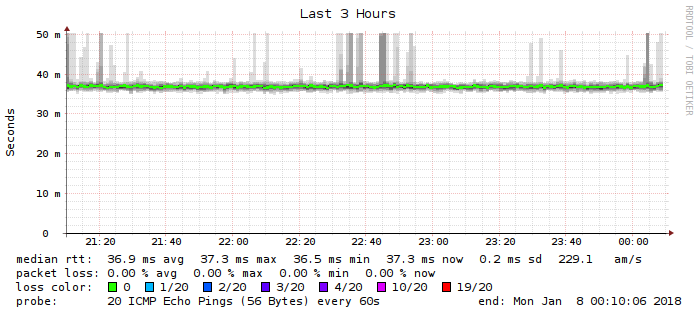 Last 3 Hours
RRDTOOL / TOBI OETIKER
Seconds
50 m
40 m
30 m
20 m
10 m
0
21:20 21:40 22:00 22:20 22:40 23:00 23:20 23:40 00:00
median rtt: 36.9 ms avg 37.3 ms max 36.5 ms min 37.3 ms now 0.2 ms sd 229.1 am/s
packet loss: 0.00 % avg 0.00 % max 0.00 % min 0.00 % now
loss color: 0 1/20 2/20 3/20 4/20 10/20 19/20
probe: 20 ICMP Echo Pings (56 Bytes) every 60s end: Mon Jan 8 00:10:06 2018